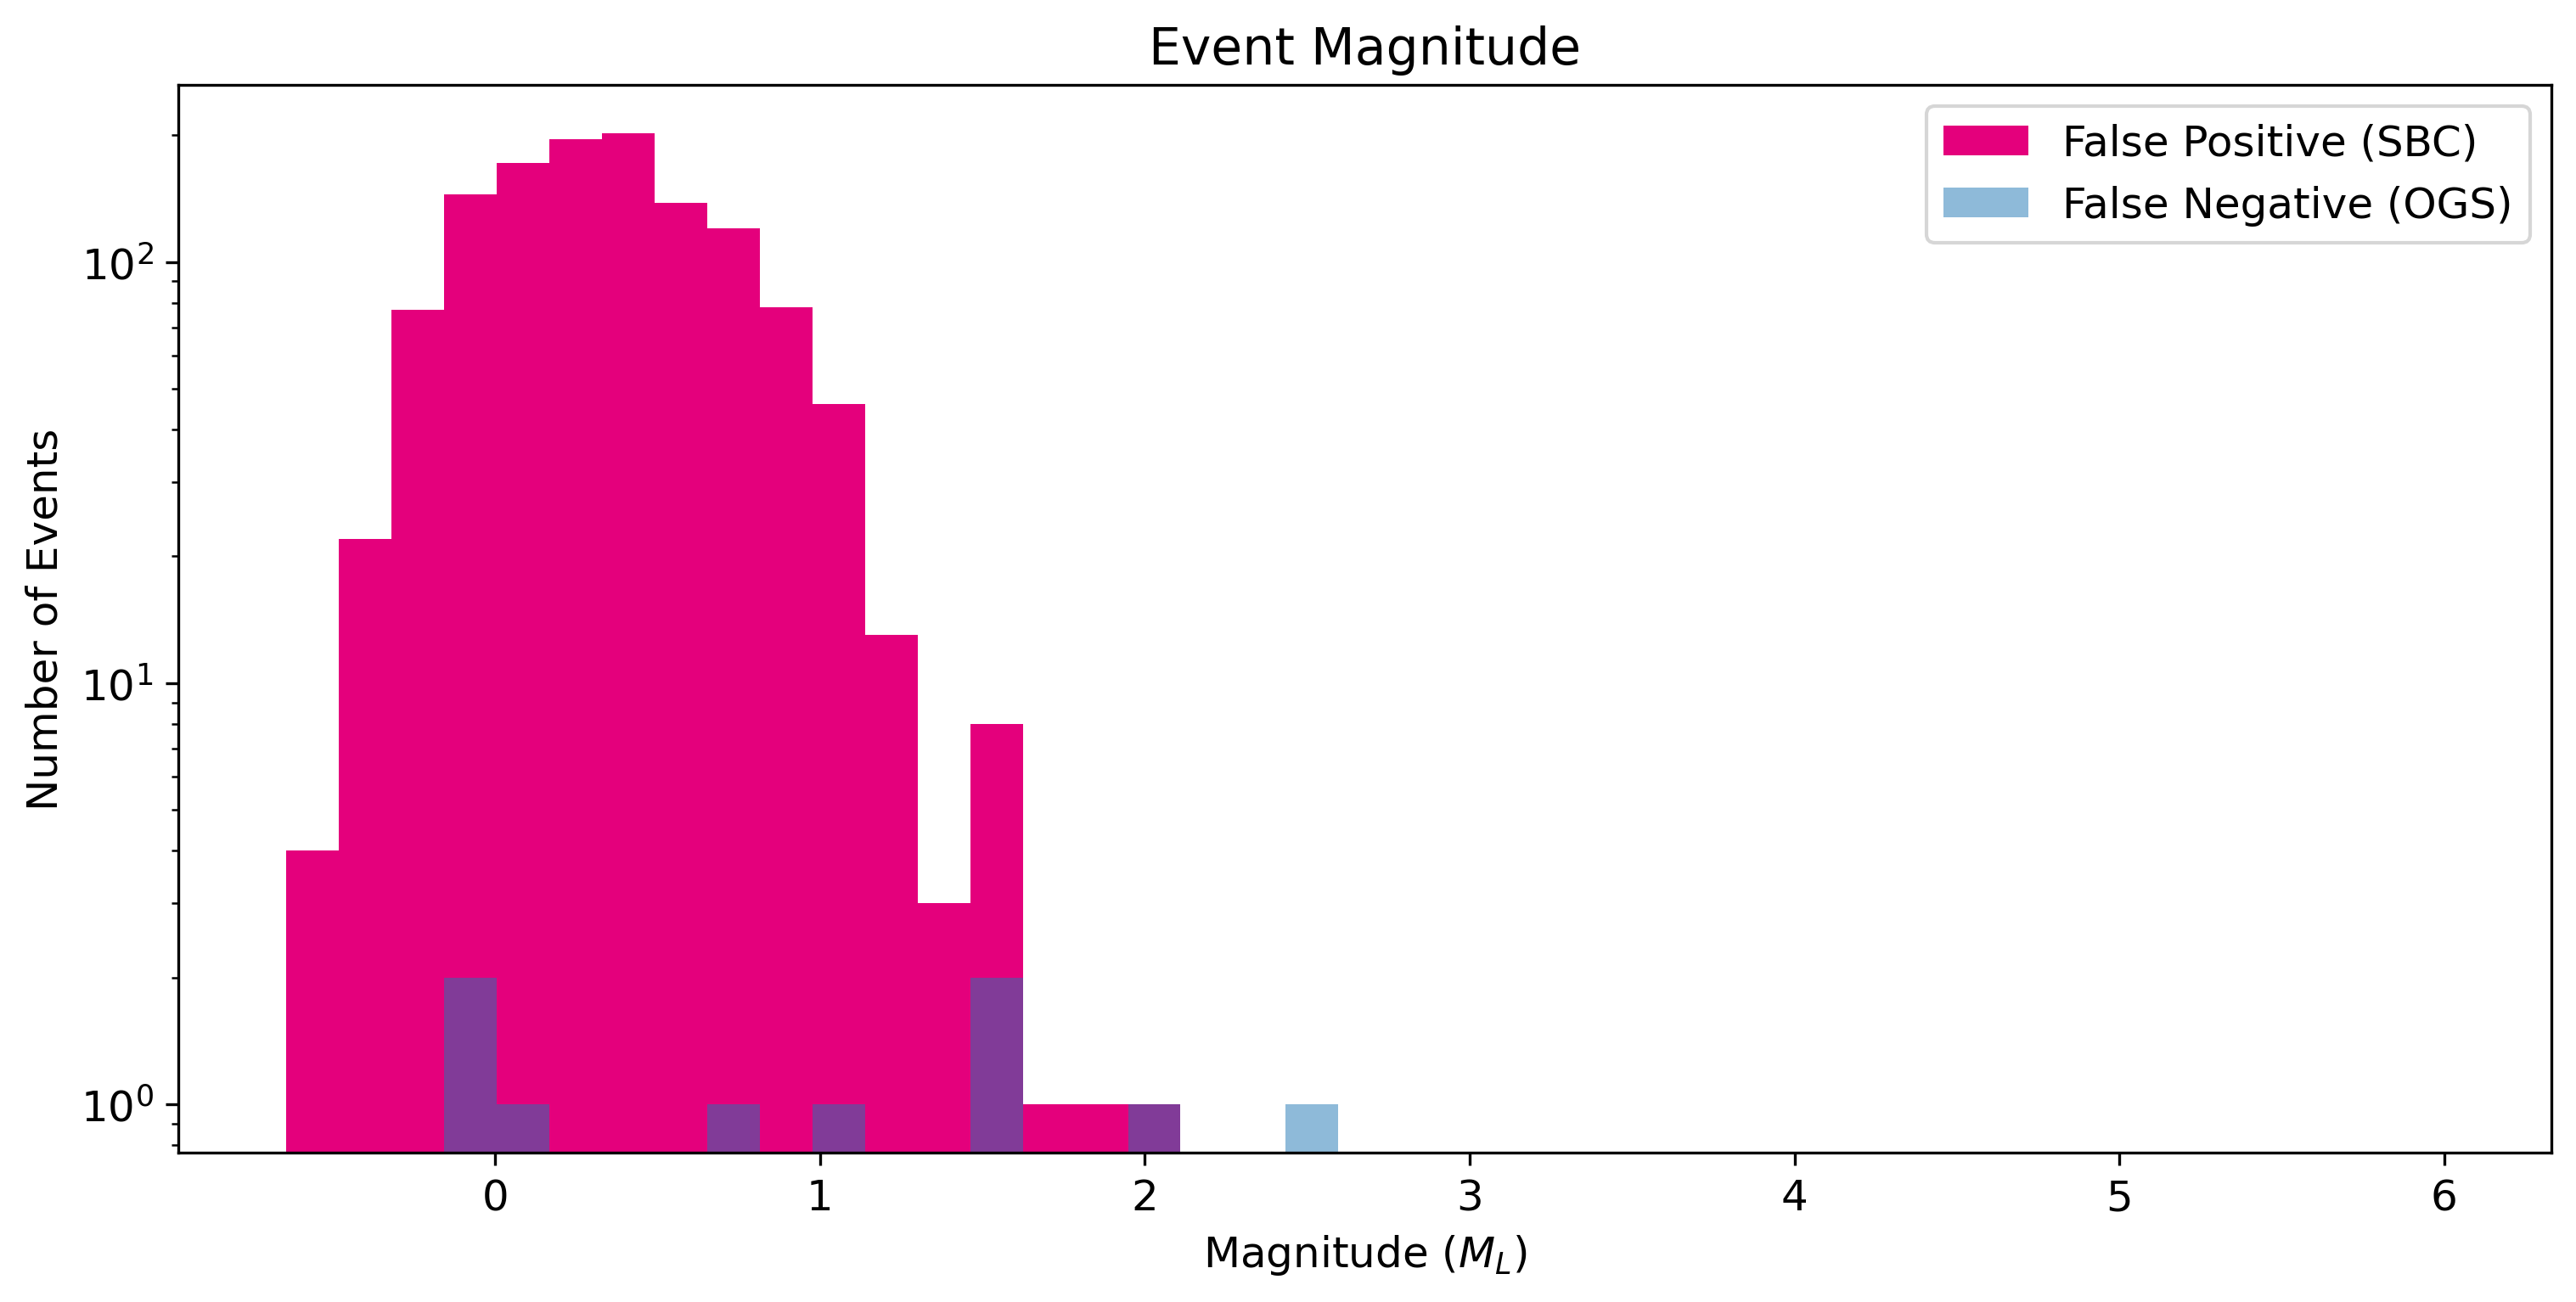 Event Magnitude
False Positive (SBC)
False Negative (OGS)
Number of Events
10²
10¹
10⁰
0 1 2 3 4 5 6
Magnitude (M_L)